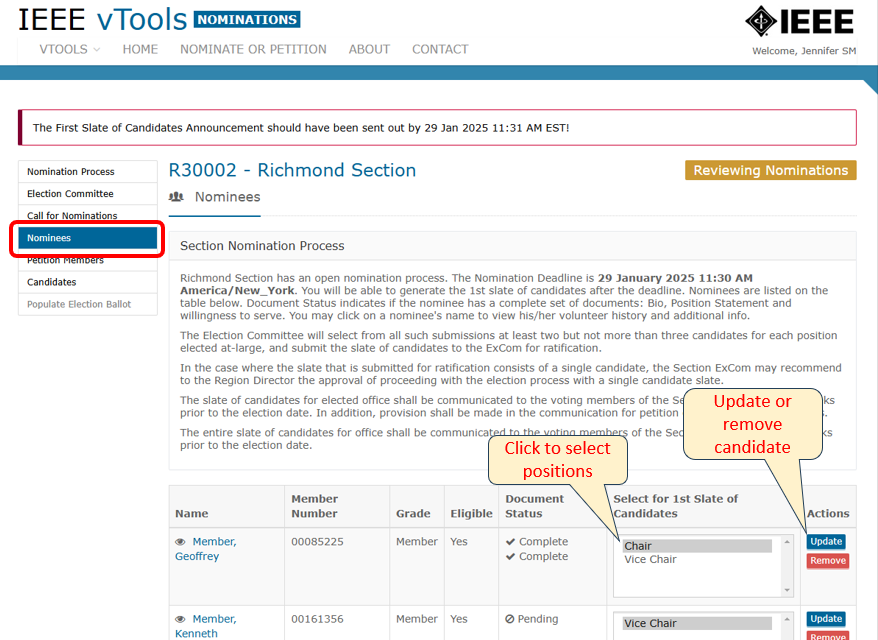 IEEE vTools NOMINATIONS
IEEE
VTOOLS HOME NOMINATE OR PETITION ABOUT CONTACT
Welcome, Jennifer SM
The First Slate of Candidates Announcement should have been sent out by 29 Jan 2025 11:31 AM EST!
Nomination Process
Election Committee
Call for Nominations
Nominees
Petition Members
Candidates
Populate Election Ballot
R30002 - Richmond Section
Reviewing Nominations
Nominees
Section Nomination Process
Richmond Section has an open nomination process. The Nomination Deadline is 29 January 2025 11:30 AM
America/New_York. You will be able to generate the 1st slate of candidates after the deadline. Nominees are listed on the
table below. Document Status indicates if the nominee has a complete set of documents: Bio, Position Statement and
willingness to serve. You may click on a nominee's name to view his/her volunteer history and additional info.
The Election Committee will select from all such submissions at least two but not more than three candidates for each position
elected at-large, and submit the slate of candidates to the ExCom for ratification.
In the case where the slate that is submitted for ratification consists of a single candidate, the Section ExCom may recommend
to the Region Director the approval of proceeding with the election process with a single candidate slate.
The slate of candidates for elected office shall be communicated to the voting members of the
prior to the election date. In addition, provision shall be made in the communication for petition
The entire slate of candidates for office shall be communicated to the voting members of the
prior to the election date.
Update or
remove
candidate
Click to select
positions
Name
Member
Number
Grade
Eligible
Document
Status
Select for 1st Slate of
Candidates
Actions
Member,
Geoffrey
00085225
Member
Yes
Complete
Complete
Chair
Vice Chair
Update
Remove
Member,
Kenneth
00161356
Member
Yes
Pending
Vice Chair
Update
Remove